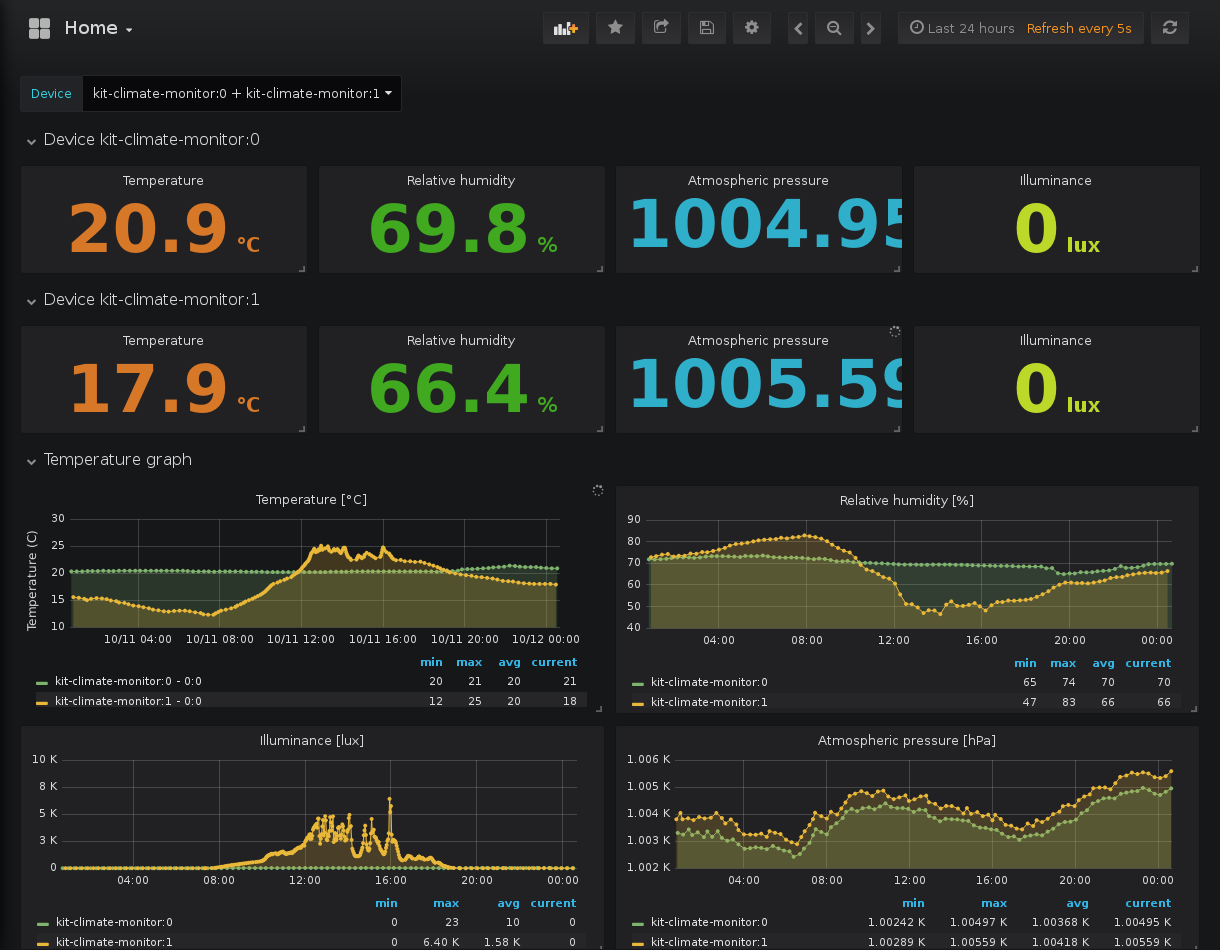 Home
Last 24 hours Refresh every 5s
Device kit-climate-monitor:0 + kit-climate-monitor:1
Device kit-climate-monitor:0
Temperature Relative humidity Atmospheric pressure Illuminance
20.9 °C 69.8 % 1004.95 0 lux
Device kit-climate-monitor:1
Temperature Relative humidity Atmospheric pressure Illuminance
17.9 °C 66.4 % 1005.59 0 lux
Temperature graph
Temperature [°C]
Temperature (C)
30
25
20
15
10
10/11 04:00 10/11 08:00 10/11 12:00 10/11 16:00 10/11 20:00 10/12 00:00
min max avg current
kit-climate-monitor:0 - 0:0 20 21 20 21
kit-climate-monitor:1 - 0:0 12 25 20 18
Relative humidity [%]
90
80
70
60
50
40
04:00 08:00 12:00 16:00 20:00 00:00
min max avg current
kit-climate-monitor:0 65 74 70 70
kit-climate-monitor:1 47 83 66 66
Illuminance [lux]
10 K
8 K
5 K
3 K
0
04:00 08:00 12:00 16:00 20:00 00:00
min max avg current
kit-climate-monitor:0 0 23 10 0
kit-climate-monitor:1 0 6.40 K 1.58 K 0
Atmospheric pressure [hPa]
1.006 K
1.005 K
1.004 K
1.003 K
1.002 K
04:00 08:00 12:00 16:00 20:00 00:00
min max avg current
kit-climate-monitor:0 1.00242 K 1.00497 K 1.00368 K 1.00495 K
kit-climate-monitor:1 1.00289 K 1.00559 K 1.00418 K 1.00559 K